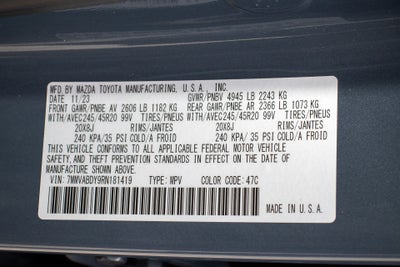 MFD. BY MAZDA TOYOTA MANUFACTURING, U.S.A., INC.
DATE 11/23 GVWR/PNBV 4945 LB 2243 KG
FRONT GAWR/PNBE AV 2606 LB 1182 KG REAR GAWR/PNBE AR 2366 LB 1073 KG
WITH/AVEC 245/45R20 99V TIRES/PNEUS WITH/AVEC 245/45R20 99V TIRES/PNEUS
20X8J RIMS/JANTES 20X8J RIMS/JANTES
240 KPA/ 35 PSI COLD/A FROID 240 KPA/ 35 PSI COLD/A FROID
THIS VEHICLE CONFORMS TO ALL APPLICABLE FEDERAL MOTOR VEHICLE
SAFETY AND THEFT PREVENTION STANDARDS IN EFFECT ON THE DATE OF
MANUFACTURE SHOWN ABOVE.
VIN: 7MMVABDY9RN181419 TYPE: MPV COLOR CODE: 47C
MADE IN U.S.A.